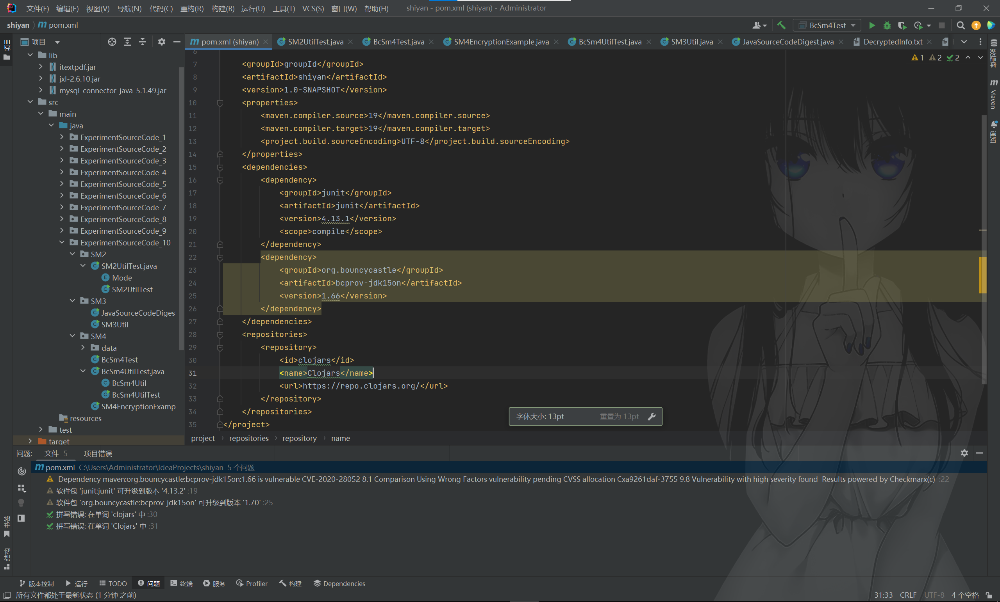 文件(F) 编辑(E) 视图(V) 导航(N) 代码(C) 重构(R) 构建(B) 运行(U) 工具(T) VCS(S) 窗口(W) 帮助(H) shiyan - pom.xml (shiyan) - Administrator
shiyan pom.xml BcSm4Test
项目
pom.xml (shiyan) SM2UtilTest.java BcSm4Test.java SM4EncryptionExample.java BcSm4UtilTest.java SM3Util.java JavaSourceCodeDigest.java DecryptedInfo.txt
项目
lib
itextpdf.jar
jxl-2.6.10.jar
mysql-connector-java-5.1.49.jar
src
main
java
ExperimentSourceCode_1
ExperimentSourceCode_2
ExperimentSourceCode_3
ExperimentSourceCode_4
ExperimentSourceCode_5
ExperimentSourceCode_6
ExperimentSourceCode_7
ExperimentSourceCode_8
ExperimentSourceCode_9
ExperimentSourceCode_10
SM2
SM2UtilTest.java
Mode
SM2UtilTest
SM3
JavaSourceCodeDigest
SM3Util
SM4
data
BcSm4Test
BcSm4UtilTest.java
BcSm4Util
BcSm4UtilTest
SM4EncryptionExamp
resources
test
target
6
7 <groupId>groupId</groupId>
8 <artifactId>shiyan</artifactId>
9 <version>1.0-SNAPSHOT</version>
10 <properties>
11 <maven.compiler.source>19</maven.compiler.source>
12 <maven.compiler.target>19</maven.compiler.target>
13 <project.build.sourceEncoding>UTF-8</project.build.sourceEncoding>
14 </properties>
15 <dependencies>
16 <dependency>
17 <groupId>junit</groupId>
18 <artifactId>junit</artifactId>
19 <version>4.13.1</version>
20 <scope>compile</scope>
21 </dependency>
22 <dependency>
23 <groupId>org.bouncycastle</groupId>
24 <artifactId>bcprov-jdk15on</artifactId>
25 <version>1.66</version>
26 </dependency>
27 </dependencies>
28 <repositories>
29 <repository>
30 <id>clojars</id>
31 <name>Clojars</name>
32 <url>https://repo.clojars.org/</url>
33 </repository>
34 </repositories>
35 </project>
1 2 2
数据库
Maven
通知
字体大小: 13pt 重置为 13pt
project repositories repository name
问题: 文件 5 项目错误
pom.xml C:\Users\Administrator\IdeaProjects\shiyan 5 个问题
Dependency maven:org.bouncycastle:bcprov-jdk15on:1.66 is vulnerable CVE-2020-28052 8.1 Comparison Using Wrong Factors vulnerability pending CVSS allocation Cxa9261daf-3755 9.8 Vulnerability with high severity found Results powered by Checkmarx(c) :22
软件包 'junit:junit' 可升级到版本 '4.13.2' :19
软件包 'org.bouncycastle:bcprov-jdk15on' 可升级到版本 '1.70' :25
拼写错误: 在单词 'clojars' 中 :30
拼写错误: 在单词 'Clojars' 中 :31
书签
结构
版本控制 运行 TODO 问题 终端 服务 Profiler 构建 Dependencies
所有文件都处于最新状态 (1 分钟 之前) 31:33 CRLF UTF-8 4 个空格